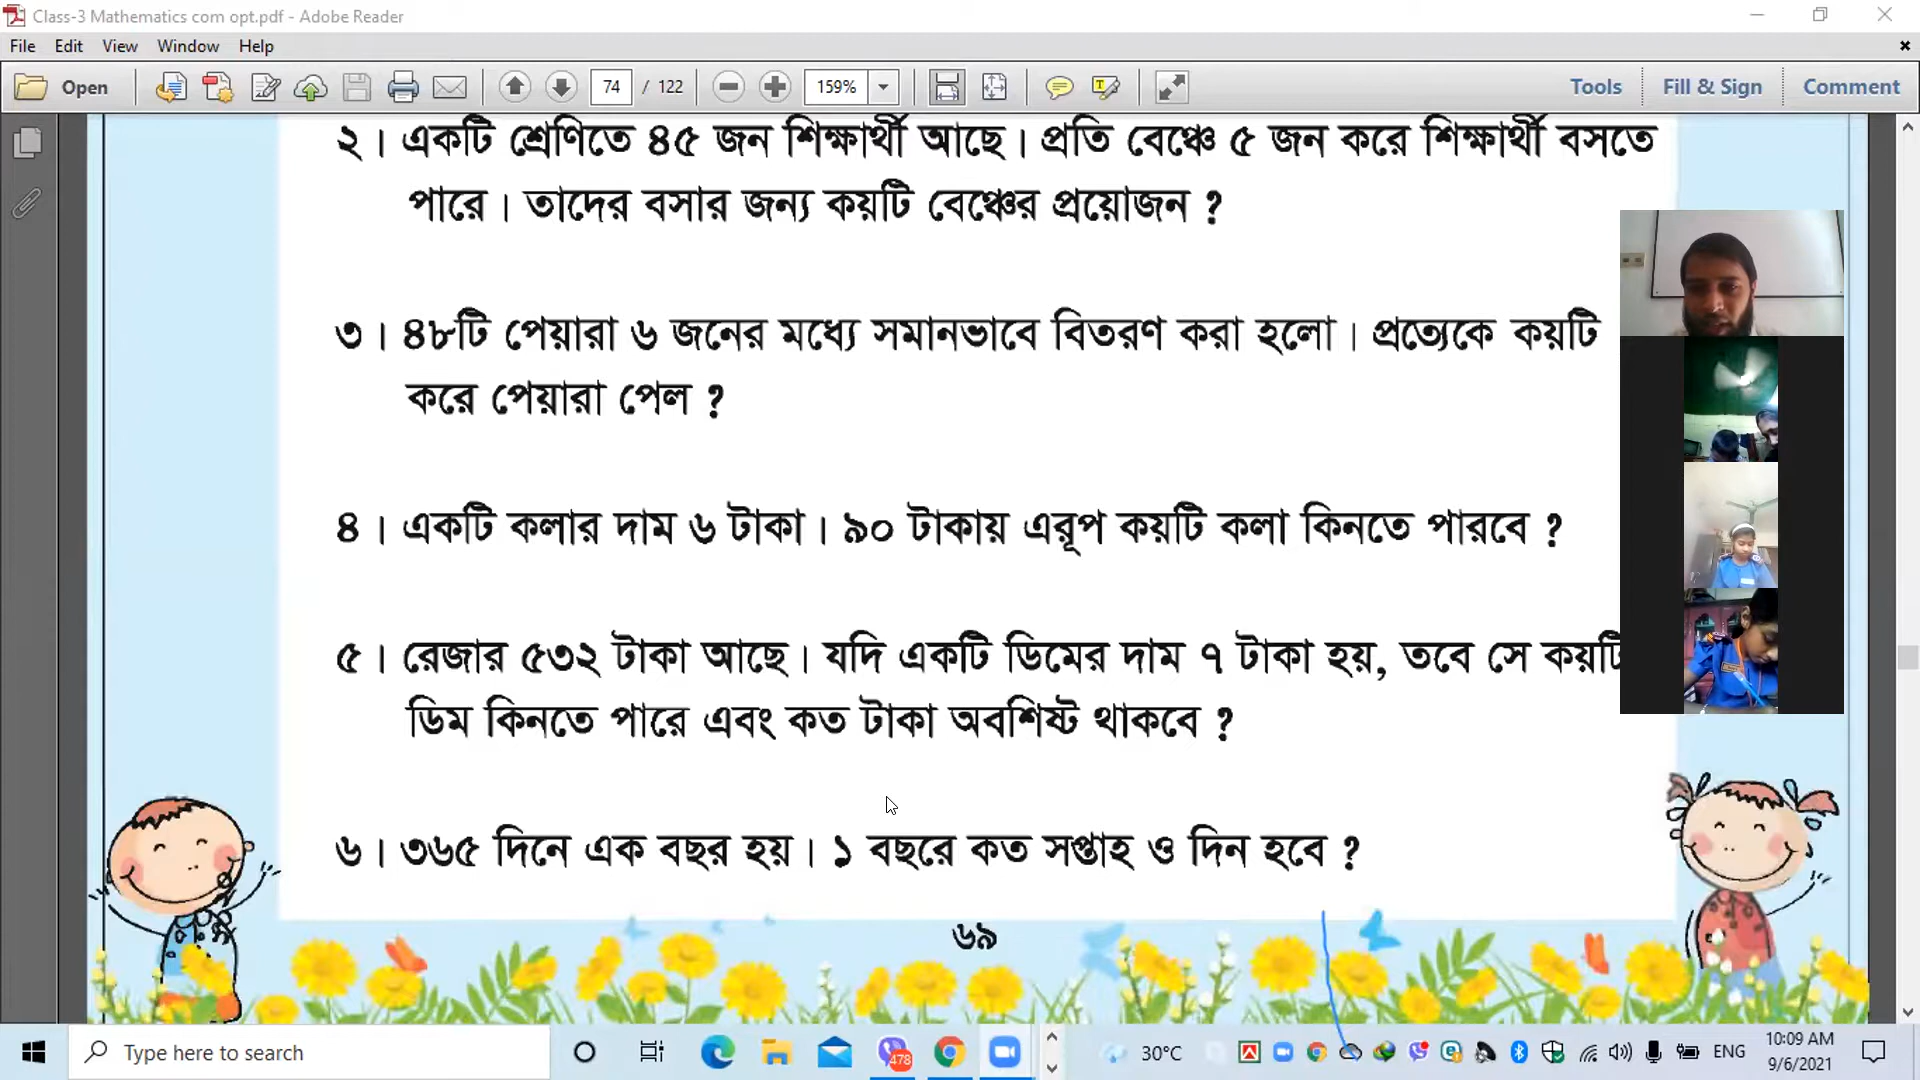 Class-3 Mathematics com opt.pdf - Adobe Reader
File Edit View Window Help
Open 74 / 122 159% Tools Fill & Sign Comment
২। একটি শ্রেণিতে ৪৫ জন শিক্ষার্থী আছে। প্রতি বেঞ্চে ৫ জন করে শিক্ষার্থী বসতে
পারে। তাদের বসার জন্য কয়টি বেঞ্চের প্রয়োজন ?
৩। ৪৮টি পেয়ারা ৬ জনের মধ্যে সমানভাবে বিতরণ করা হলো। প্রত্যেকে কয়টি
করে পেয়ারা পেল ?
৪। একটি কলার দাম ৬ টাকা। ৯০ টাকায় এরূপ কয়টি কলা কিনতে পারবে ?
৫। রেজার ৫৩২ টাকা আছে। যদি একটি ডিমের দাম ৭ টাকা হয়, তবে সে কয়টি
ডিম কিনতে পারে এবং কত টাকা অবশিষ্ট থাকবে ?
৬। ৩৬৫ দিনে এক বছর হয়। ১ বছরে কত সপ্তাহ ও দিন হবে ?
৬৯
Type here to search 478 30°C ENG 10:09 AM
9/6/2021